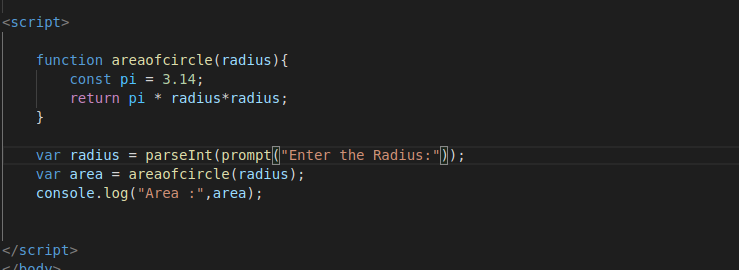 <script>
function areaofcircle(radius){
const pi = 3.14;
return pi * radius*radius;
}
var radius = parseInt(prompt("Enter the Radius:"));
var area = areaofcircle(radius);
console.log("Area :",area);
</script>
</body>